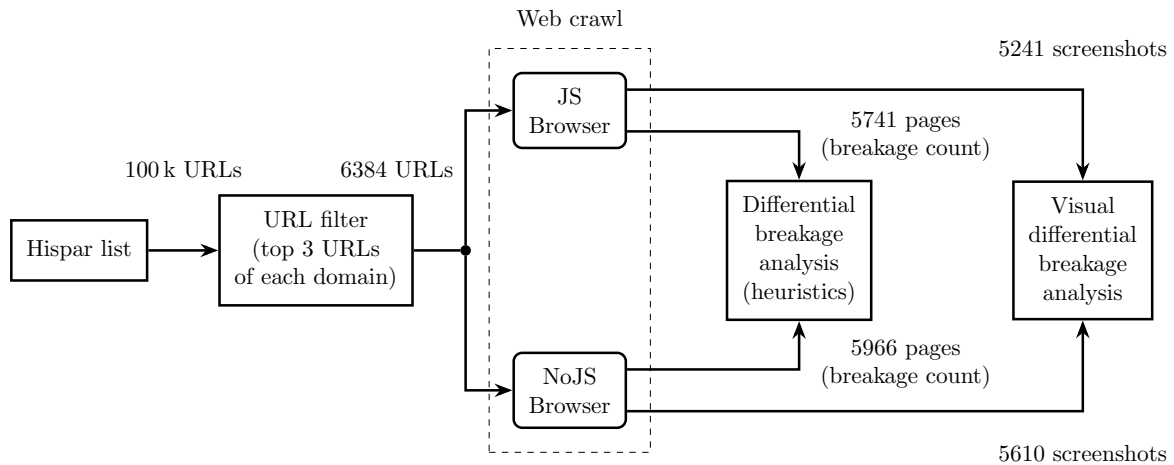 Web crawl
5241 screenshots
JS
Browser
5741 pages
(breakage count)
100 k URLs
6384 URLs
Hispar list
URL filter
(top 3 URLs
of each domain)
Differential
breakage
analysis
(heuristics)
Visual
differential
breakage
analysis
NoJS
Browser
5966 pages
(breakage count)
5610 screenshots